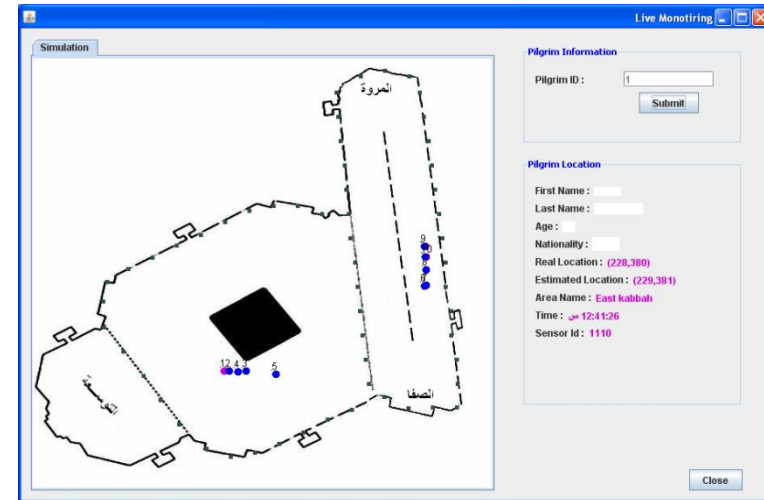 Live Monotiring
Simulation
المروة
9
8
6
12 4 3
5
الصفا
Pilgrim Information
Pilgrim ID : 1
Submit
Pilgrim Location
First Name :
Last Name :
Age :
Nationality :
Real Location : (228,380)
Estimated Location : (229,381)
Area Name : East kabbah
Time : 12:41:26 ص
Sensor Id : 1110
Close